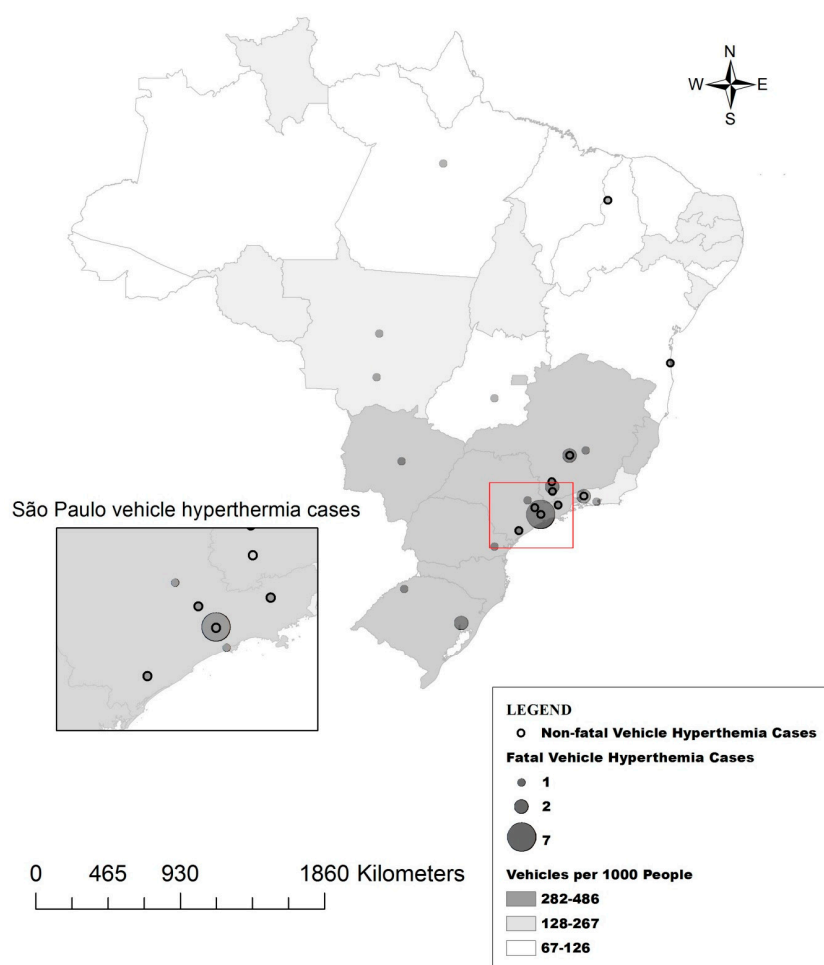 N
W E
S
São Paulo vehicle hyperthermia cases
LEGEND
Non-fatal Vehicle Hyperthemia Cases
Fatal Vehicle Hyperthemia Cases
1
2
7
Vehicles per 1000 People
282-486
128-267
67-126
0 465 930 1860 Kilometers